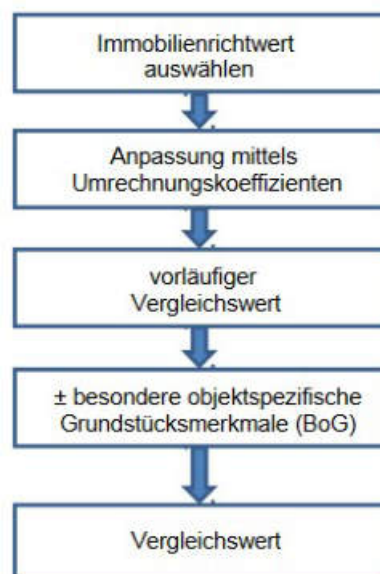 Immobilienrichtwert
auswählen
Anpassung mittels
Umrechnungskoeffizienten
vorläufiger
Vergleichswert
± besondere objektspezifische
Grundstücksmerkmale (BoG)
Vergleichswert